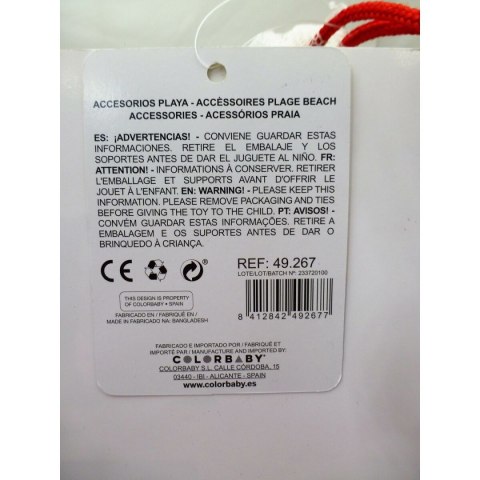 ACCESORIOS PLAYA - ACCÈSSOIRES PLAGE BEACH
ACCESSORIES - ACESSÓRIOS PRAIA
ES: ¡ADVERTENCIAS! - CONVIENE GUARDAR ESTAS
INFORMACIONES. RETIRE EL EMBALAJE Y LOS
SOPORTES ANTES DE DAR EL JUGUETE AL NIÑO. FR:
ATTENTION! - INFORMATIONS À CONSERVER. RETIRER
L'EMBALLAGE ET SUPPORTS AVANT D'OFFRIR LE
JOUET À L'ENFANT. EN: WARNING! - PLEASE KEEP THIS
INFORMATION. PLEASE REMOVE PACKAGING AND TIES
BEFORE GIVING THE TOY TO THE CHILD. PT: AVISOS! -
CONVÉM GUARDAR ESTAS INFORMAÇÕES. RETIRE A
EMBALAGEM E OS SUPORTES ANTES DE DAR O
BRINQUEDO À CRIANÇA.
CE
REF: 49.267
LOTE/LOT/BATCH Nº: 233720100
THIS DESIGN IS PROPERTY
OF COLORBABY • SPAIN
FABRICADO EN / FABRIQUÉ EN /
MADE IN FABRICADO NA: BANGLADESH
8 412842 492677
FABRICADO E IMPORTADO POR / FABRIQUÉ ET
IMPORTÉ PAR / MANUFACTURE AND IMPORTED BY:
COLORBABY
COLORBABY S.L. CALLE CÓRDOBA, 15
03440 - IBI - ALICANTE - SPAIN
www.colorbaby.es